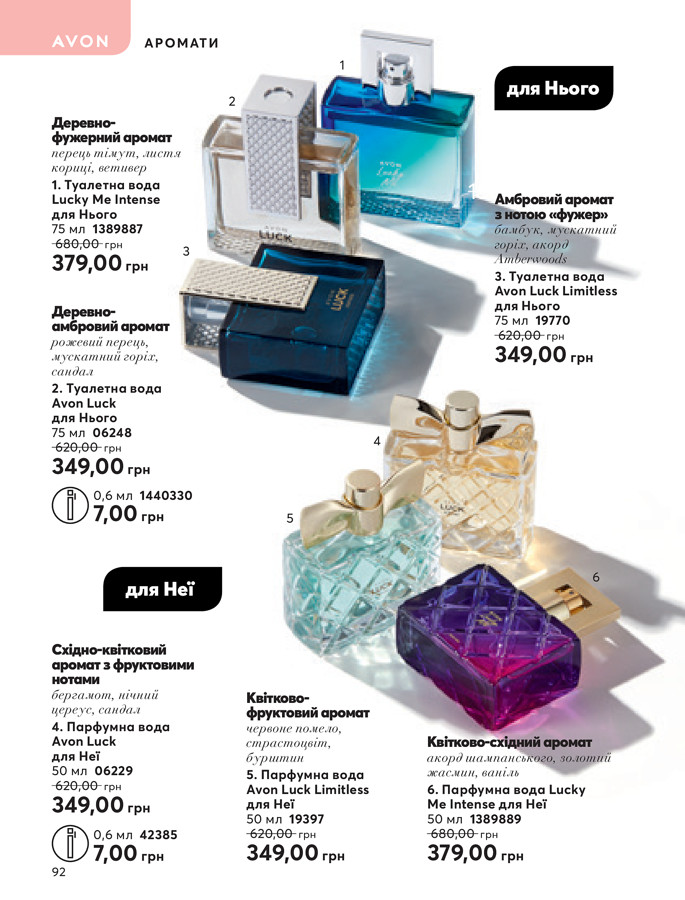 AVON
АРОМАТИ
1
для Нього
2
Деревно-
фужерний аромат
перець тімут, листя
кориці, ветивер
1. Туалетна вода
Lucky Me Intense
для Нього
75 мл 1389887
680,00 грн
379,00 грн
AVON
Lucky
Me
AVON
LUCK
3
AVON
LUCK
Амбровий аромат
з нотою «фужер»
бамбук, мускатний
горіх, акорд
Amberwoods
3. Туалетна вода
Avon Luck Limitless
для Нього
75 мл 19770
620,00 грн
349,00 грн
Деревно-
амбровий аромат
рожевий перець,
мускатний горіх,
сандал
2. Туалетна вода
Avon Luck
для Нього
75 мл 06248
620,00 грн
349,00 грн
0,6 мл 1440330
7,00 грн
4
LUCK
5
LUCK
6
для Неї
Східно-квітковий
аромат з фруктовими
нотами
бергамот, нічний
цереус, сандал
4. Парфумна вода
Avon Luck
для Неї
50 мл 06229
620,00 грн
349,00 грн
0,6 мл 42385
7,00 грн
Квітково-
фруктовий аромат
червоне помело,
страстоцвіт,
бурштин
5. Парфумна вода
Avon Luck Limitless
для Неї
50 мл 19397
620,00 грн
349,00 грн
Квітково-східний аромат
акорд шампанського, золотий
жасмин, ваніль
6. Парфумна вода Lucky
Me Intense для Неї
50 мл 1389889
680,00 грн
379,00 грн
92